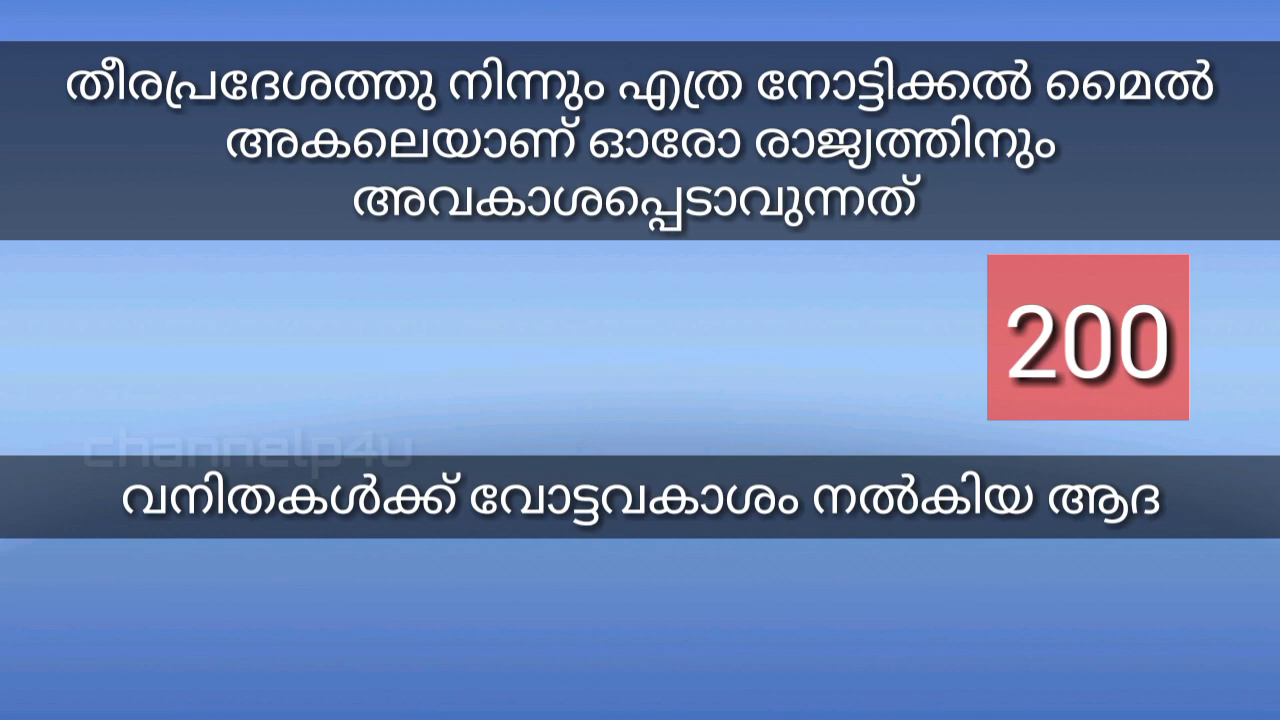 തീരപ്രദേശത്തു നിന്നും എത്ര നോട്ടിക്കൽ മൈൽ
അകലെയാണ് ഓരോ രാജ്യത്തിനും
അവകാശപ്പെടാവുന്നത്
200
channelp4u
വനിതകൾക്ക് വോട്ടവകാശം നൽകിയ ആദ